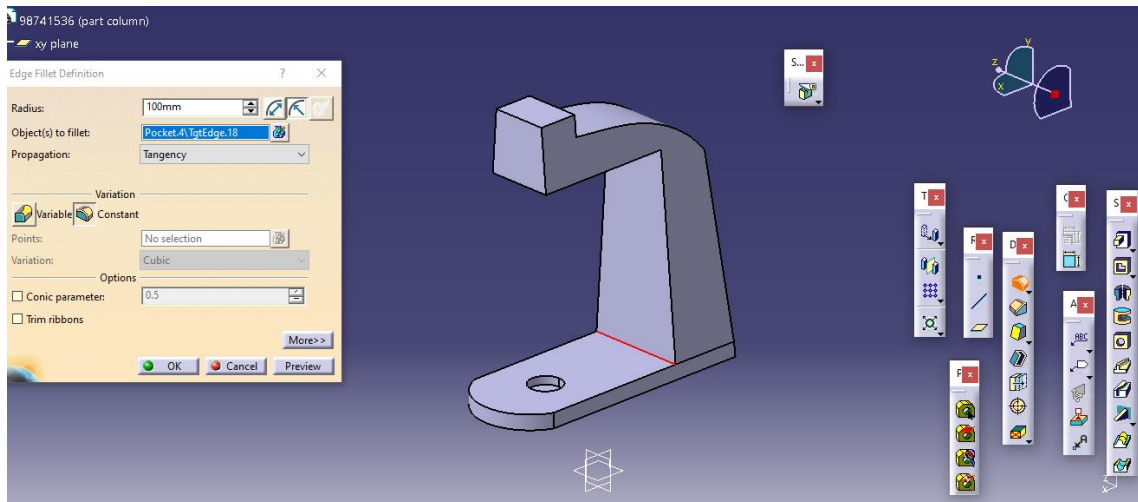 98741536 (part column)
xy plane
Edge Fillet Definition ? ×
Radius: 100mm
Object(s) to fillet: Pocket.4\TgtEdge.18
Propagation: Tangency
Variation
Variable Constant
Points: No selection
Variation: Cubic
Options
Conic parameter: 0.5
Trim ribbons
More>>
OK Cancel Preview
S... x
y
z
x
T x
F x
D x
C x
S x
A x
ABC
A
F x